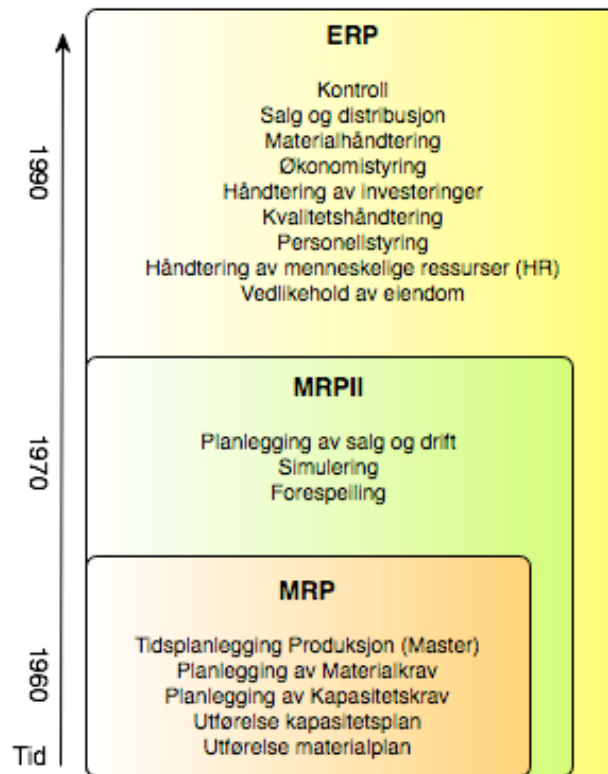 ERP
Kontroll
Salg og distribusjon
Materialhåndtering
Økonomistyring
Håndtering av investeringer
Kvalitetshåndtering
Personellstyring
Håndtering av menneskelige ressurser (HR)
Vedlikehold av eiendom
1990
MRPII
Planlegging av salg og drift
Simulering
Forespeiling
1970
MRP
Tidsplanlegging Produksjon (Master)
Planlegging av Materialkrav
Planlegging av Kapasitetskrav
Utførelse kapasitetsplan
Utførelse materialplan
1960
Tid